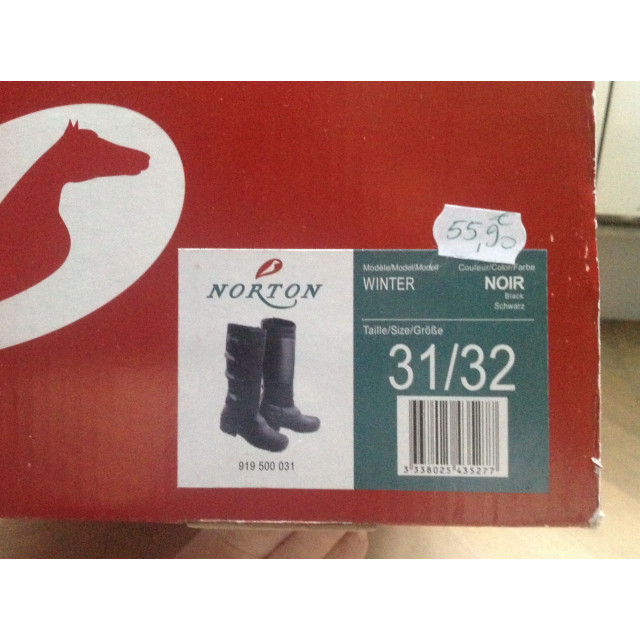 55,90 €
NORTON
Modèle/Model/Modell
WINTER
Couleur/Color/Farbe
NOIR
Black
Schwarz
Taille/Size/Größe
31/32
919 500 031
3 338025 435277